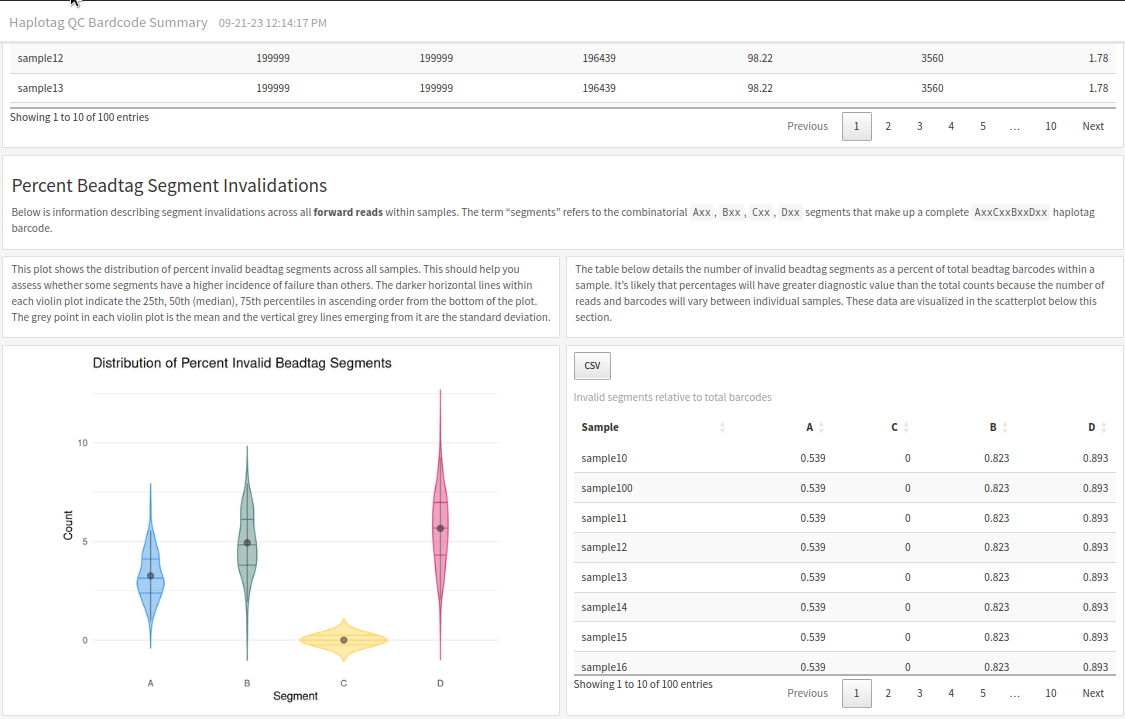 Haplotag QC Bardcode Summary 09-21-23 12:14:17 PM
sample12 199999 199999 196439 98.22 3560 1.78
sample13 199999 199999 196439 98.22 3560 1.78
Showing 1 to 10 of 100 entries
Previous 1 2 3 4 5 ... 10 Next
Percent Beadtag Segment Invalidations
Below is information describing segment invalidations across all forward reads within samples. The term “segments” refers to the combinatorial Axx , Bxx , Cxx , Dxx segments that make up a complete AxxCxxBxxDxx haplotag
barcode.
This plot shows the distribution of percent invalid beadtag segments across all samples. This should help you
assess whether some segments have a higher incidence of failure than others. The darker horizontal lines within
each violin plot indicate the 25th, 50th (median), 75th percentiles in ascending order from the bottom of the plot.
The grey point in each violin plot is the mean and the vertical grey lines emerging from it are the standard deviation.
The table below details the number of invalid beadtag segments as a percent of total beadtag barcodes within a
sample. It’s likely that percentages will have greater diagnostic value than the total counts because the number of
reads and barcodes will vary between individual samples. These data are visualized in the scatterplot below this
section.
Distribution of Percent Invalid Beadtag Segments
10
5
0
Count
A B C D
Segment
CSV
Invalid segments relative to total barcodes
Sample A C B D
sample10 0.539 0 0.823 0.893
sample100 0.539 0 0.823 0.893
sample11 0.539 0 0.823 0.893
sample12 0.539 0 0.823 0.893
sample13 0.539 0 0.823 0.893
sample14 0.539 0 0.823 0.893
sample15 0.539 0 0.823 0.893
sample16 0.539 0 0.823 0.893
Showing 1 to 10 of 100 entries
Previous 1 2 3 4 5 ... 10 Next